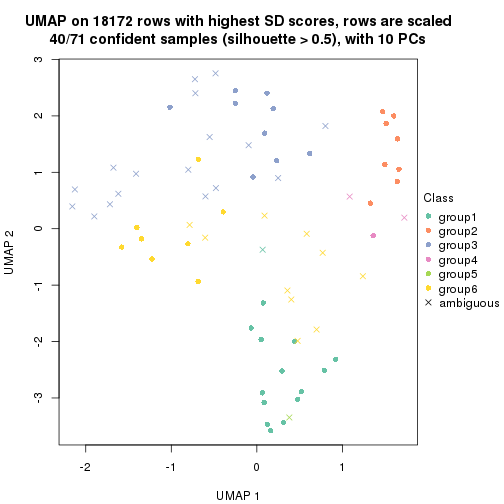 UMAP on 18172 rows with highest SD scores, rows are scaled
40/71 confident samples (silhouette > 0.5), with 10 PCs
3
2
1
0
-1
-2
-3
UMAP 2
-2
-1
0
1
UMAP 1
Class
group1
group2
group3
group4
group5
group6
ambiguous